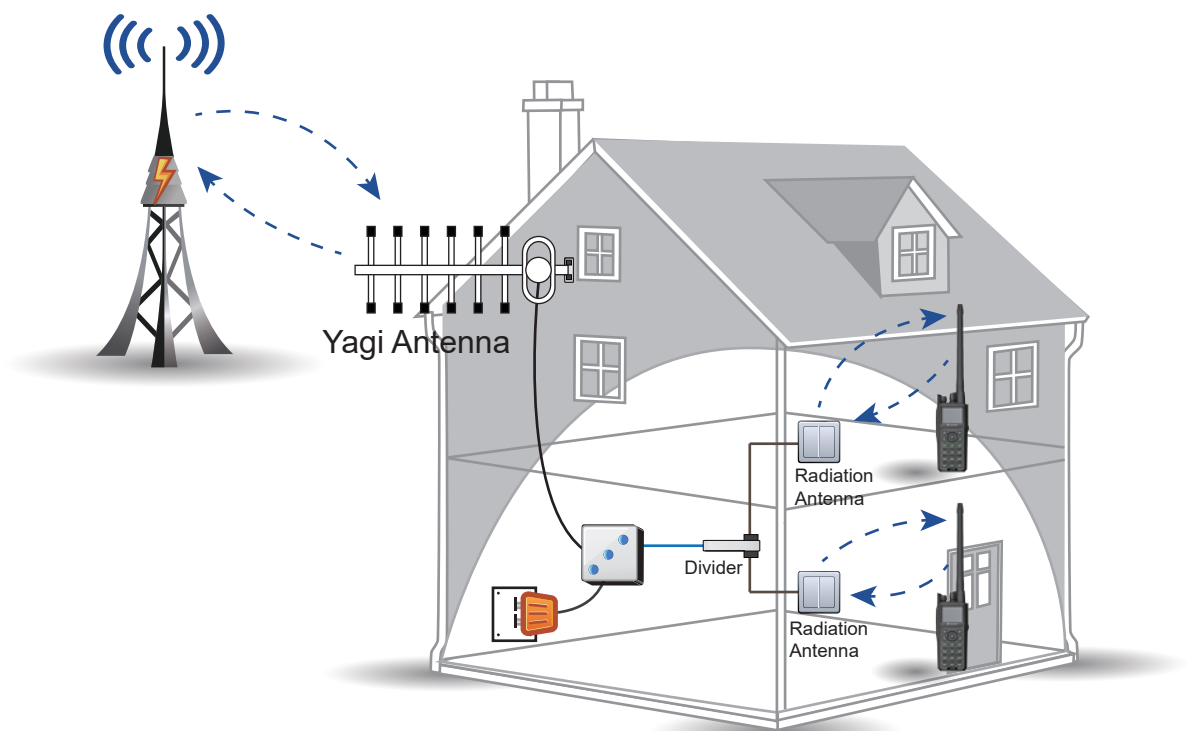 Yagi Antenna
Radiation
Antenna
Divider
Radiation
Antenna